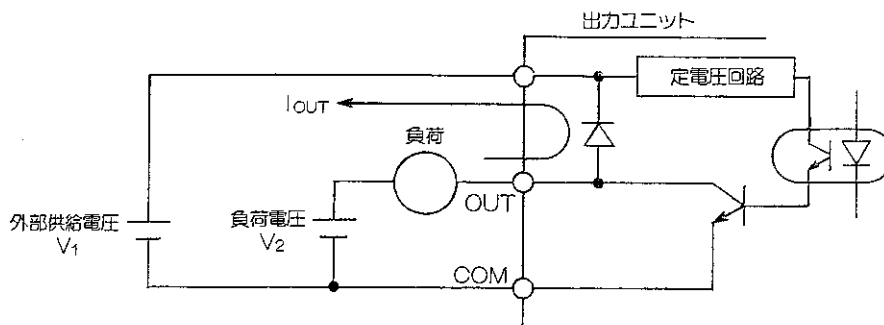 出力ユニット
定電圧回路
IOUT
負荷
OUT
外部供給電圧
V1
負荷電圧
V2
COM